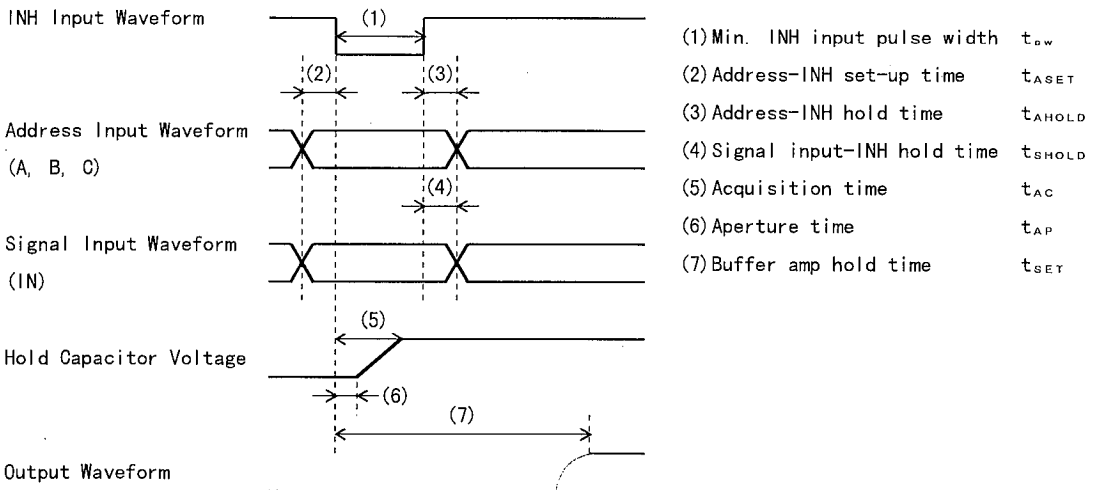 INH Input Waveform
(1)
(2)
(3)
Address Input Waveform
(A, B, C)
(4)
Signal Input Waveform
(IN)
(5)
Hold Capacitor Voltage
(6)
(7)
Output Waveform
(1) Min. INH input pulse width tpw
(2) Address-INH set-up time tASET
(3) Address-INH hold time tAHOLD
(4) Signal input-INH hold time tSHOLD
(5) Acquisition time tAC
(6) Aperture time tAP
(7) Buffer amp hold time tSET